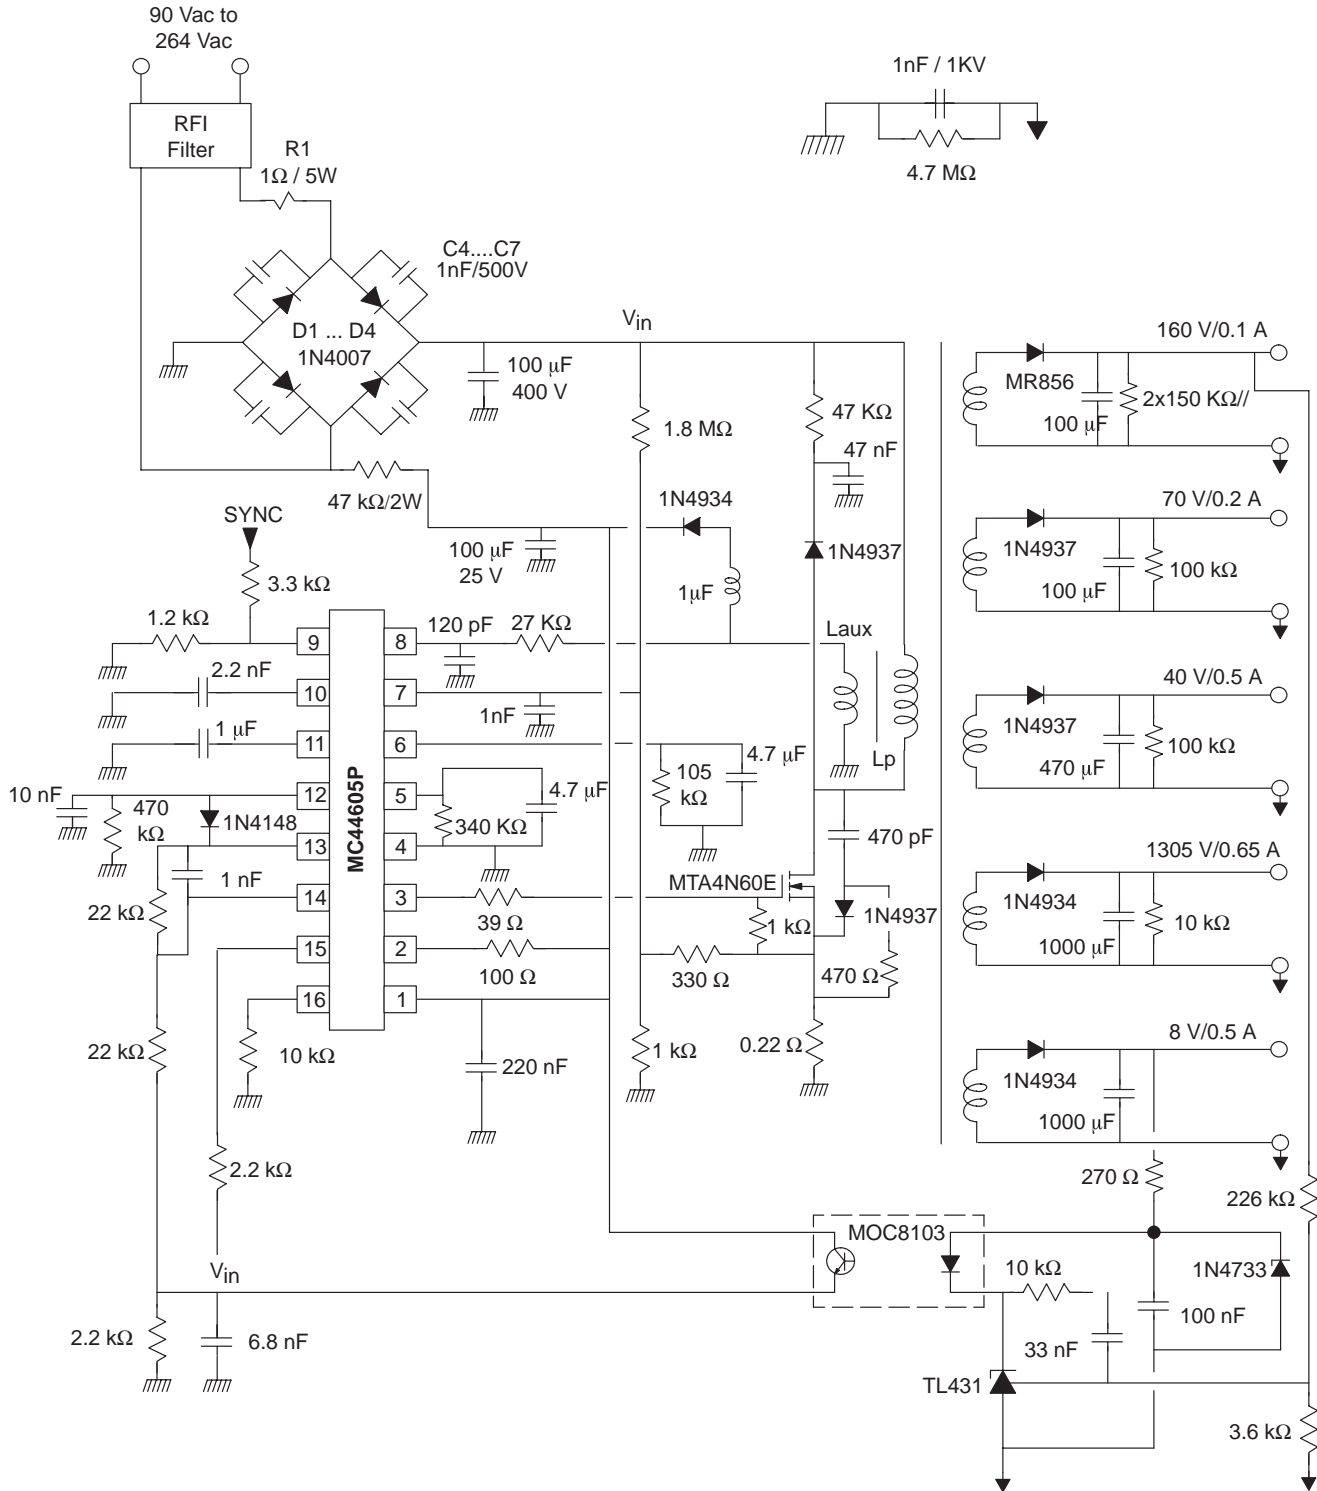 90 Vac to
264 Vac
RFI
Filter
R1
1Ω / 5W
1nF / 1KV
4.7 MΩ
C4....C7
1nF/500V
D1 ... D4
1N4007
Vin
100 µF
400 V
47 KΩ
1.8 MΩ
47 nF
160 V/0.1 A
MR856
2x150 KΩ//
100 µF
47 kΩ/2W
1N4934
70 V/0.2 A
SYNC
100 µF
25 V
1N4937
1N4937
100 kΩ
100 µF
3.3 kΩ
1µF
1.2 kΩ
120 pF
27 KΩ
Laux
9
8
2.2 nF
10
7
1nF
40 V/0.5 A
1N4937
100 kΩ
470 µF
1 µF
11
6
4.7 µF
Lp
105
kΩ
10 nF
12
5
4.7 µF
470
kΩ
1N4148
340 KΩ
470 pF
MC44605P
13
4
1305 V/0.65 A
1 nF
14
3
MTA4N60E
1N4934
10 kΩ
1000 µF
22 kΩ
39 Ω
1 kΩ
1N4937
15
2
100 Ω
330 Ω
470 Ω
16
1
22 kΩ
10 kΩ
220 nF
1 kΩ
0.22 Ω
8 V/0.5 A
1N4934
1000 µF
2.2 kΩ
270 Ω
226 kΩ
MOC8103
Vin
10 kΩ
1N4733
100 nF
2.2 kΩ
6.8 nF
33 nF
TL431
3.6 kΩ